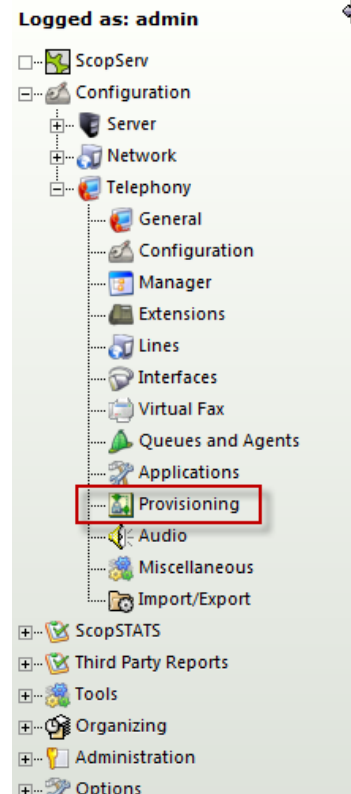 Logged as: admin
ScopServ
Configuration
Server
Network
Telephony
General
Configuration
Manager
Extensions
Lines
Interfaces
Virtual Fax
Queues and Agents
Applications
Provisioning
Audio
Miscellaneous
Import/Export
ScopSTATS
Third Party Reports
Tools
Organizing
Administration
Options